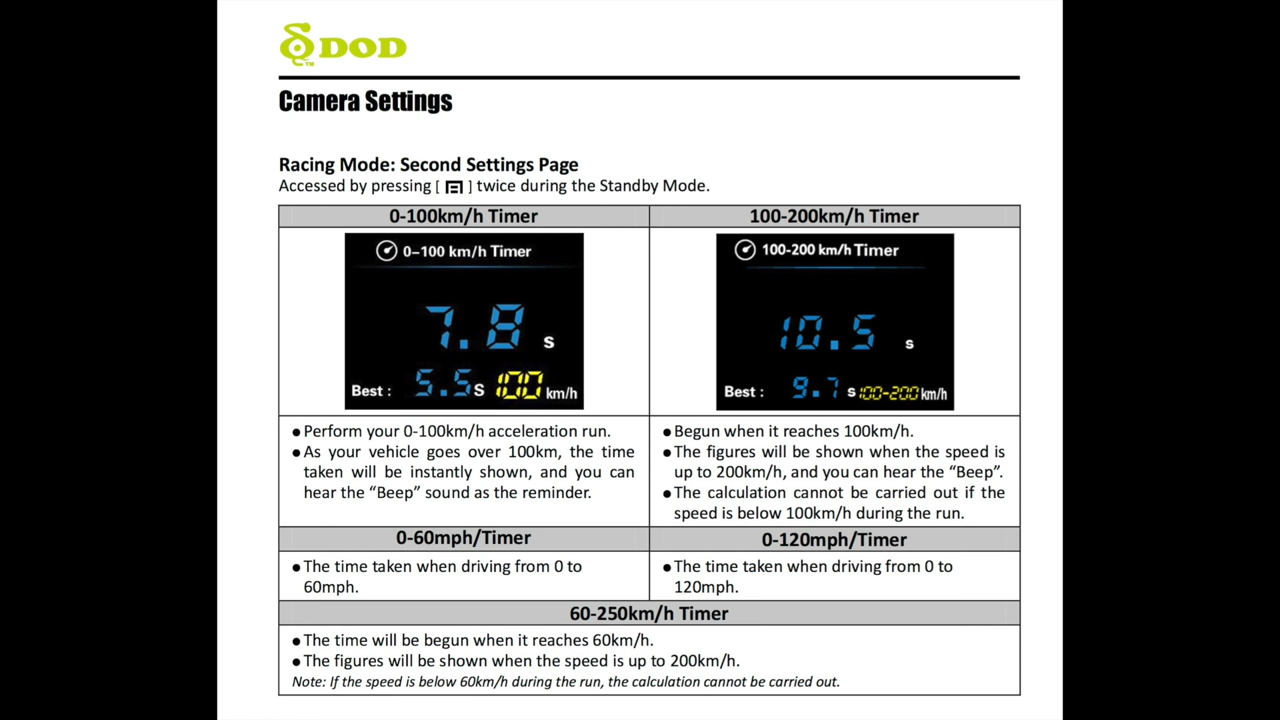 DOD
TM
Camera Settings
Racing Mode: Second Settings Page
Accessed by pressing [ ] twice during the Standby Mode.
0-100km/h Timer
100-200km/h Timer
0–100 km/h Timer
7.8 s
Best : 5.5 s 100 km/h
100-200 km/h Timer
10.5 s
Best : 9.7 s 100-200 km/h
● Perform your 0-100km/h acceleration run.
● As your vehicle goes over 100km, the time
taken will be instantly shown, and you can
hear the “Beep” sound as the reminder.
● Begun when it reaches 100km/h.
● The figures will be shown when the speed is
up to 200km/h, and you can hear the “Beep”.
● The calculation cannot be carried out if the
speed is below 100km/h during the run.
0-60mph/Timer
0-120mph/Timer
● The time taken when driving from 0 to
60mph.
● The time taken when driving from 0 to
120mph.
60-250km/h Timer
● The time will be begun when it reaches 60km/h.
● The figures will be shown when the speed is up to 200km/h.
Note: If the speed is below 60km/h during the run, the calculation cannot be carried out.